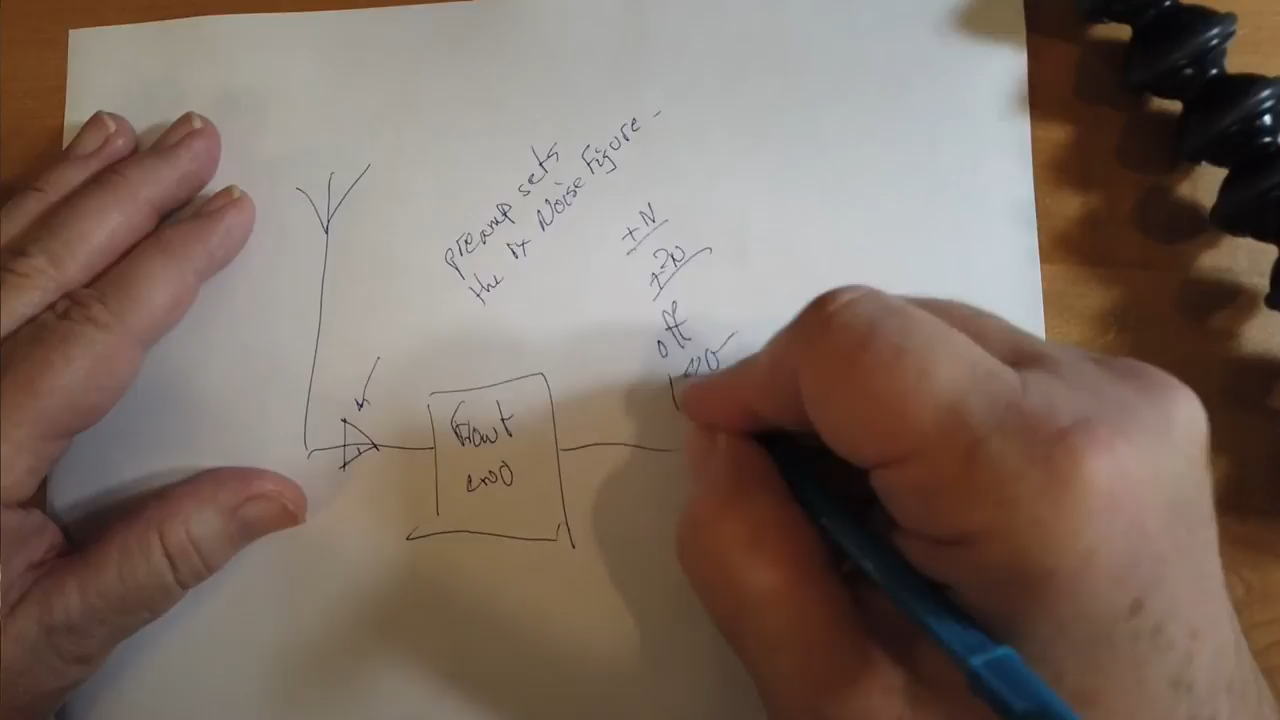 preamp sets
the rx Noise Figure -
+N
+2N
off
Front
end